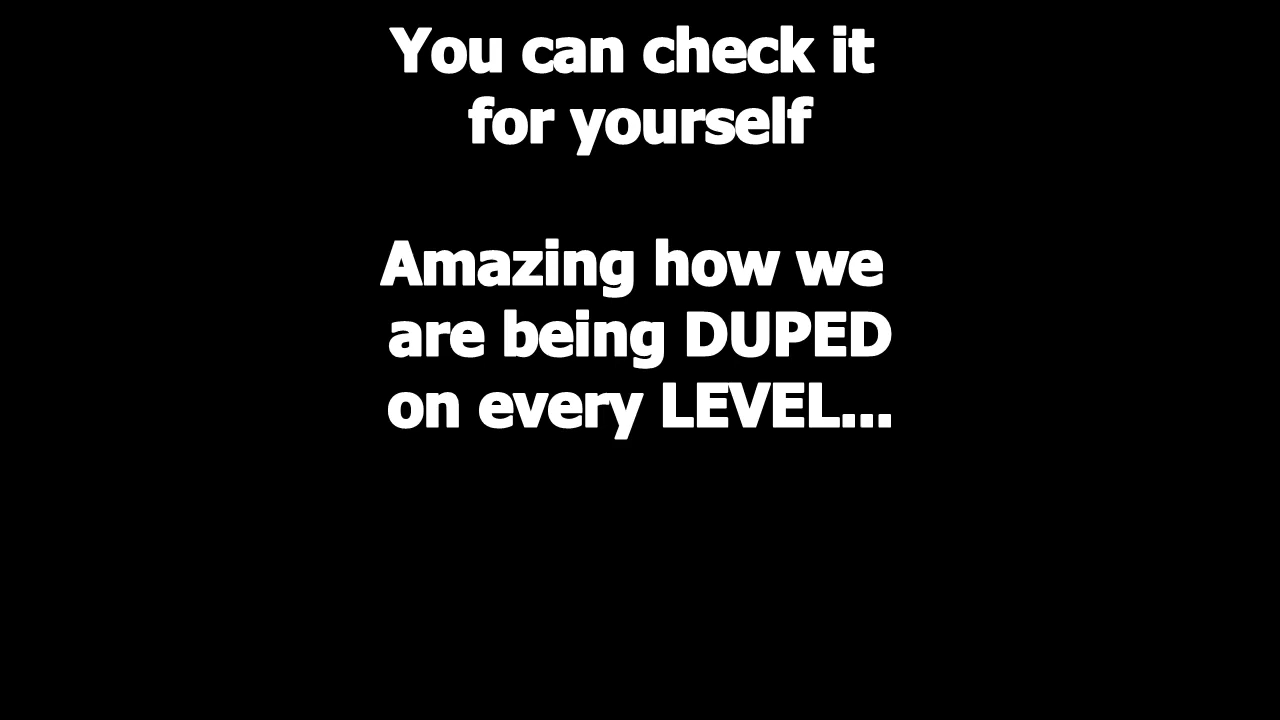 You can check it
for yourself
Amazing how we
are being DUPED
on every LEVEL...